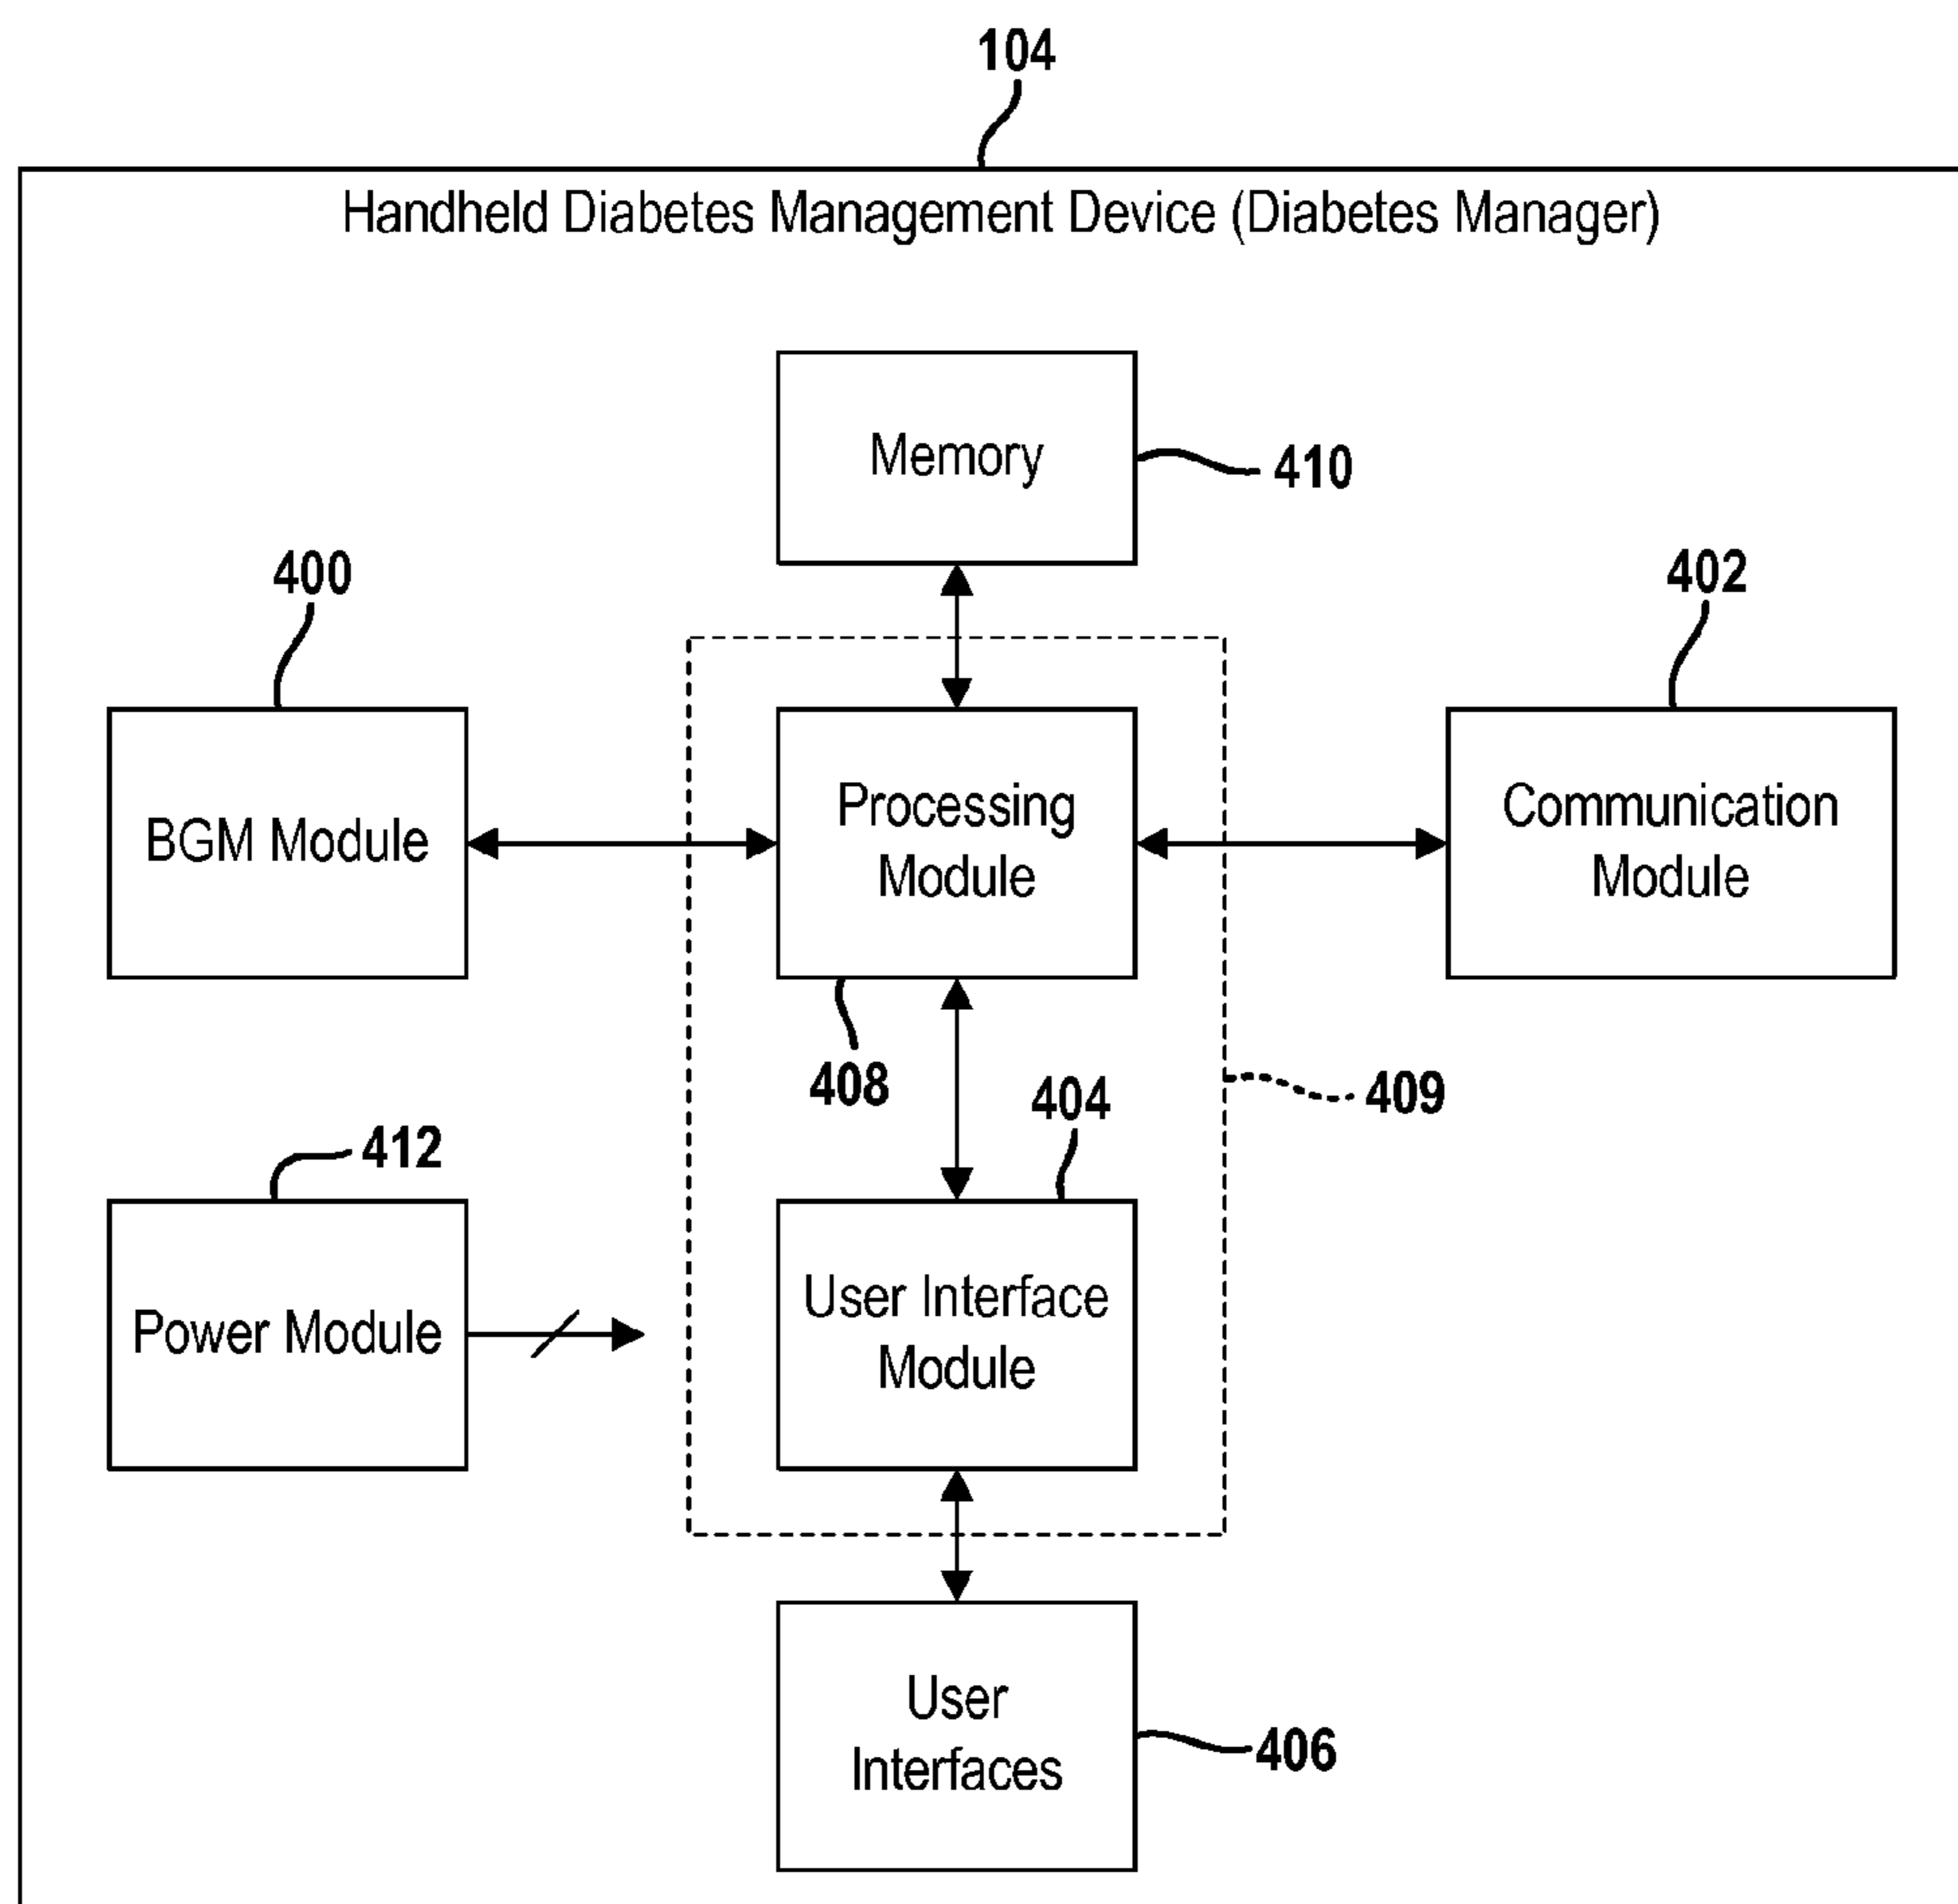 104
Handheld Diabetes Management Device (Diabetes Manager)
Memory
410
400
402
BGM Module
Processing
Module
Communication
Module
408
404
409
412
Power Module
User Interface
Module
User
Interfaces
406